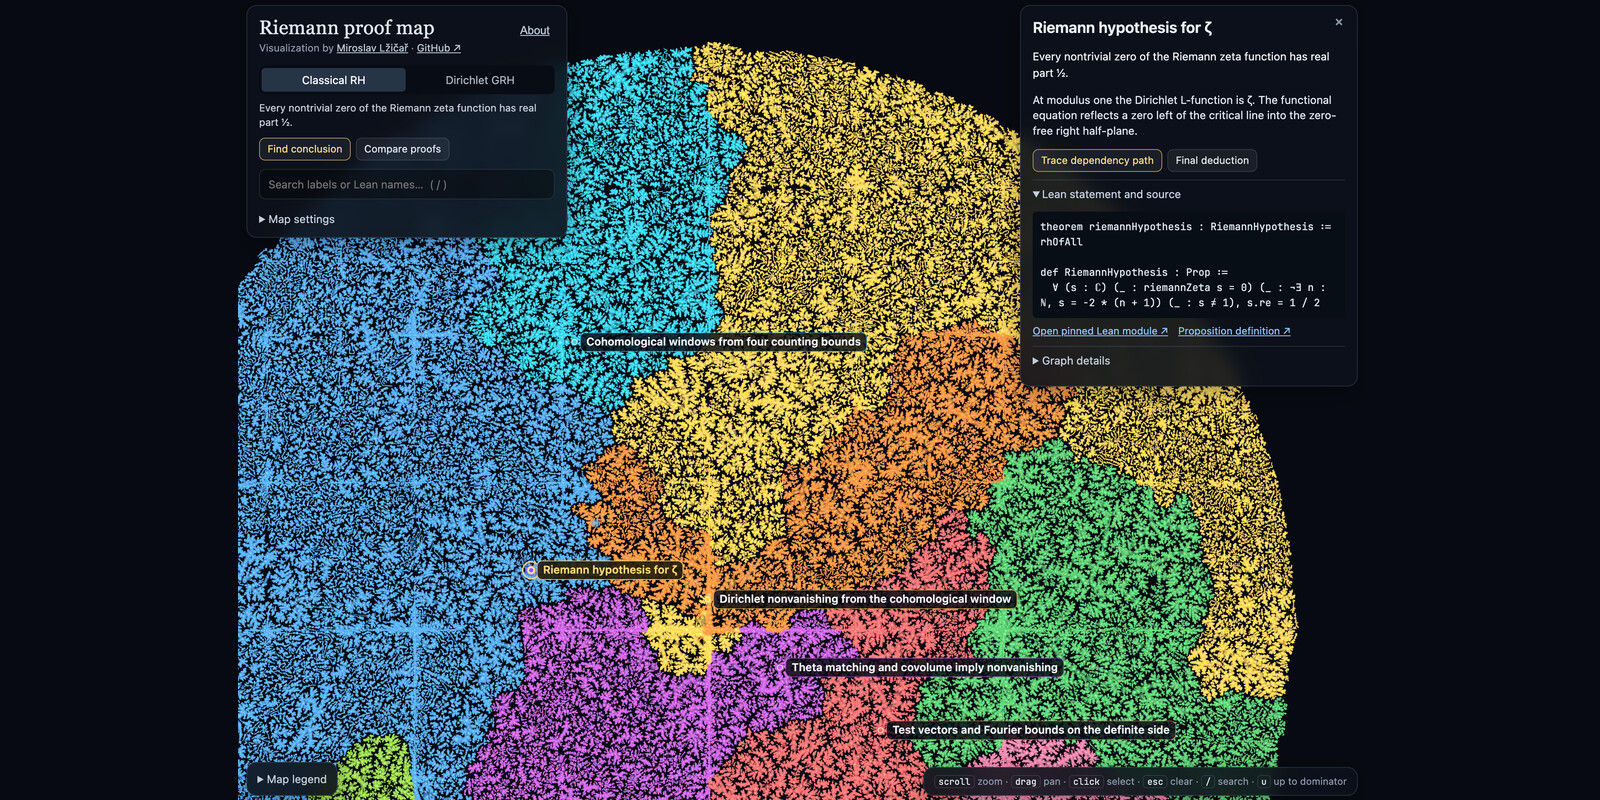 Riemann proof map
About
Visualization by Miroslav Lžičař · GitHub ↗
Classical RH
Dirichlet GRH
Every nontrivial zero of the Riemann zeta function has real
part ½.
Find conclusion
Compare proofs
Search labels or Lean names... ( / )
▶ Map settings
Riemann hypothesis for ζ
×
Every nontrivial zero of the Riemann zeta function has real
part ½.
At modulus one the Dirichlet L-function is ζ. The functional
equation reflects a zero left of the critical line into the zero-
free right half-plane.
Trace dependency path
Final deduction
▼ Lean statement and source
theorem riemannHypothesis : RiemannHypothesis :=
rhOfAll
def RiemannHypothesis : Prop :=
∀ (s : ℂ) (_ : riemannZeta s = 0) (_ : ¬∃ n :
ℕ, s = -2 * (n + 1)) (_ : s ≠ 1), s.re = 1 / 2
Open pinned Lean module ↗ Proposition definition ↗
▶ Graph details
Cohomological windows from four counting bounds
Riemann hypothesis for ζ
Dirichlet nonvanishing from the cohomological window
Theta matching and covolume imply nonvanishing
Test vectors and Fourier bounds on the definite side
▶ Map legend
scroll zoom · drag pan · click select · esc clear · / search · u up to dominator